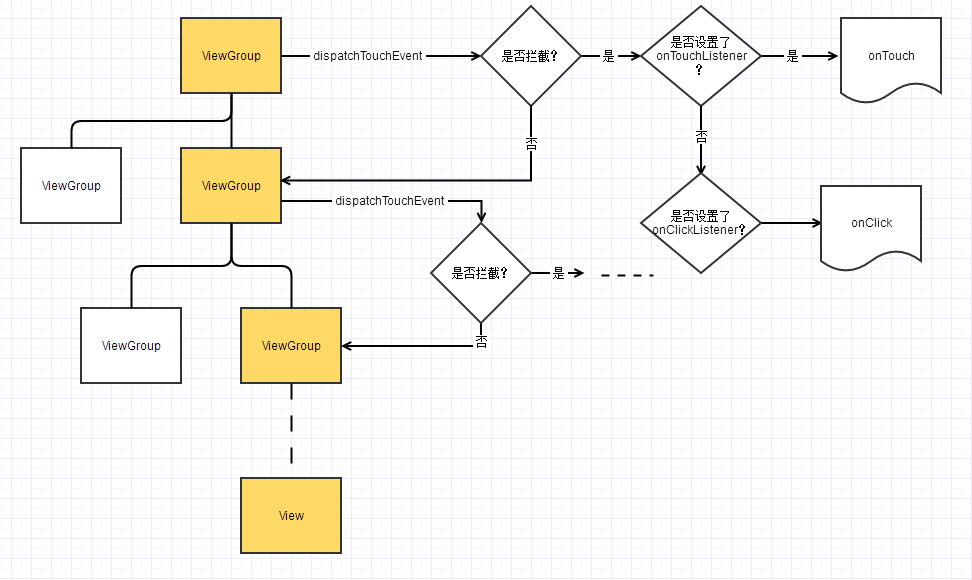 ViewGroup
dispatchTouchEvent
是否拦截?
是
是否设置了
onTouchListener
?
是
onTouch
否
否
ViewGroup
ViewGroup
dispatchTouchEvent
是否设置了
onClickListener?
onClick
是否拦截?
是
否
ViewGroup
ViewGroup
View